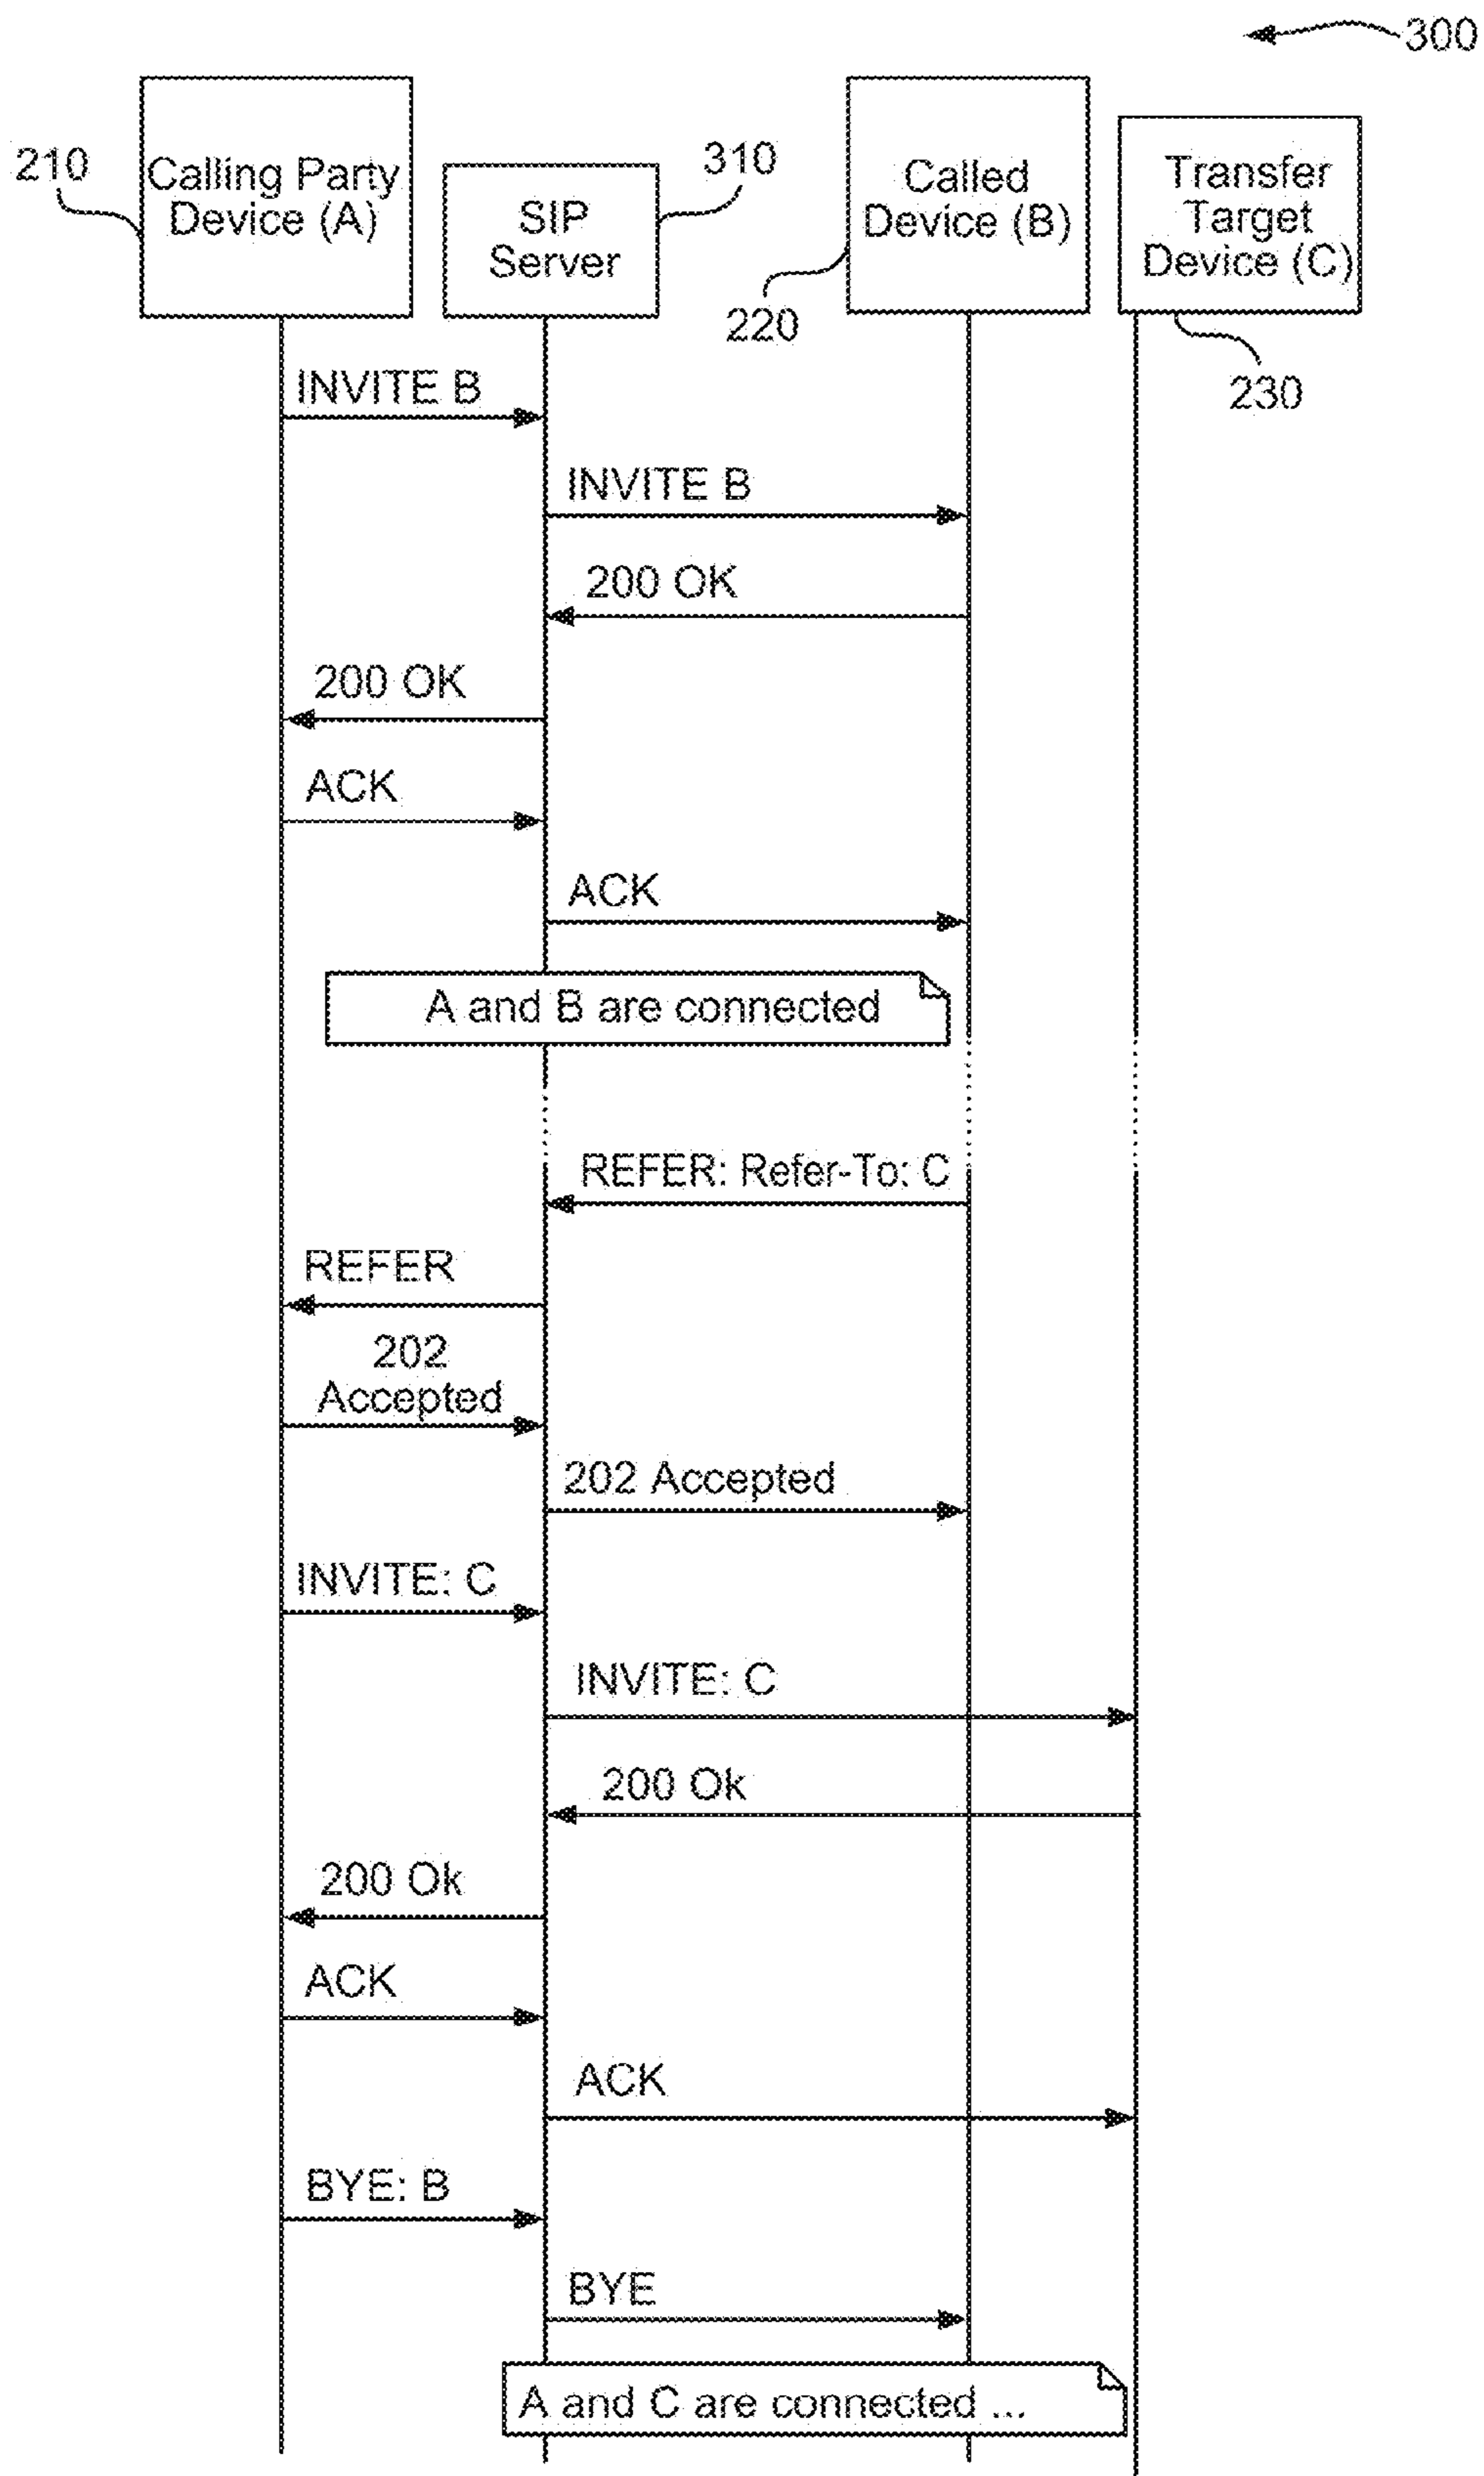 300
210
Calling Party
Device (A)
SIP
Server
310
Called
Device (B)
220
Transfer
Target
Device (C)
230
INVITE B
INVITE B
200 OK
200 OK
ACK
ACK
A and B are connected
REFER: Refer-To: C
REFER
202
Accepted
202 Accepted
INVITE: C
INVITE: C
200 Ok
200 Ok
ACK
ACK
BYE: B
BYE
A and C are connected ...